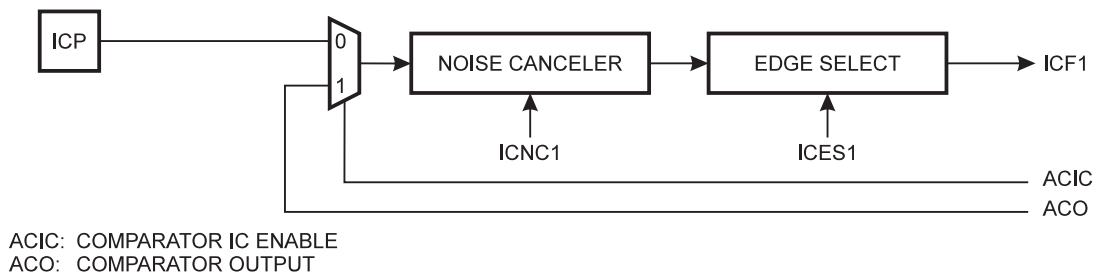 ICP
0
1
NOISE CANCELER
EDGE SELECT
ICF1
ICNC1
ICES1
ACIC
ACO
ACIC: COMPARATOR IC ENABLE
ACO: COMPARATOR OUTPUT